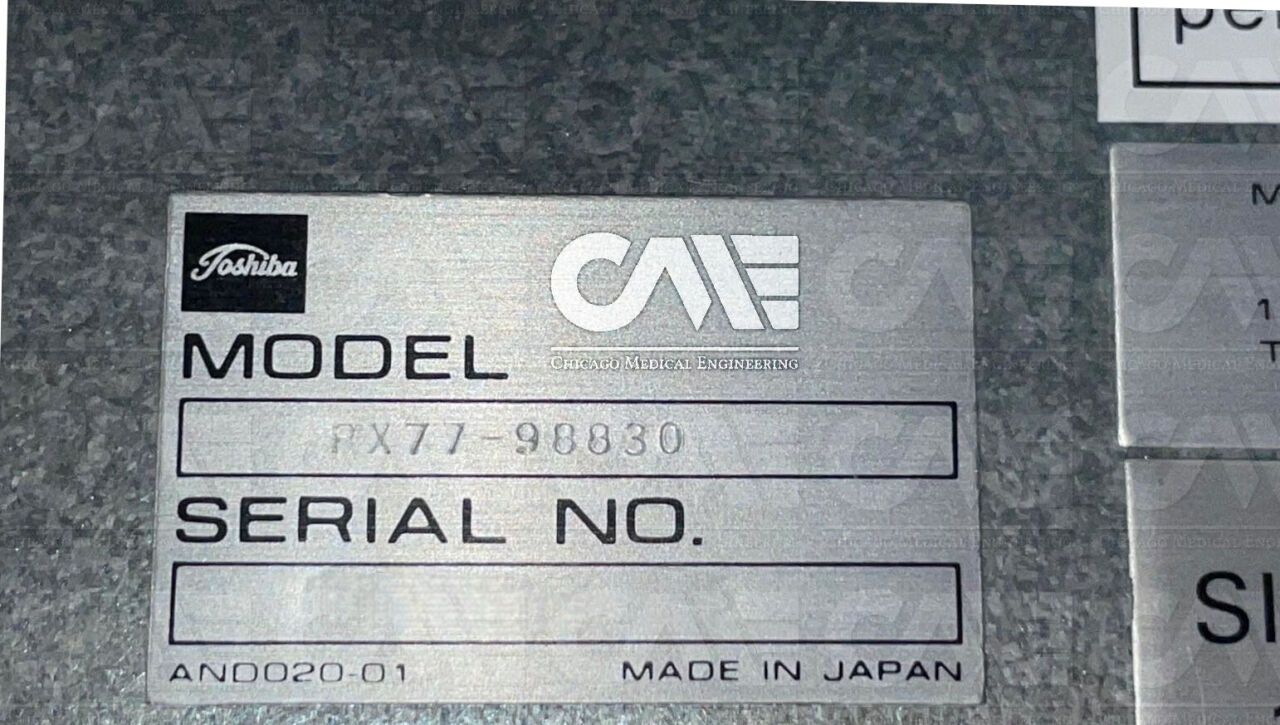 Toshiba
CME
CHICAGO MEDICAL ENGINEERING
MODEL
PX77-98830
SERIAL NO.
AND020-01
MADE IN JAPAN
pe
M
1
T
SI